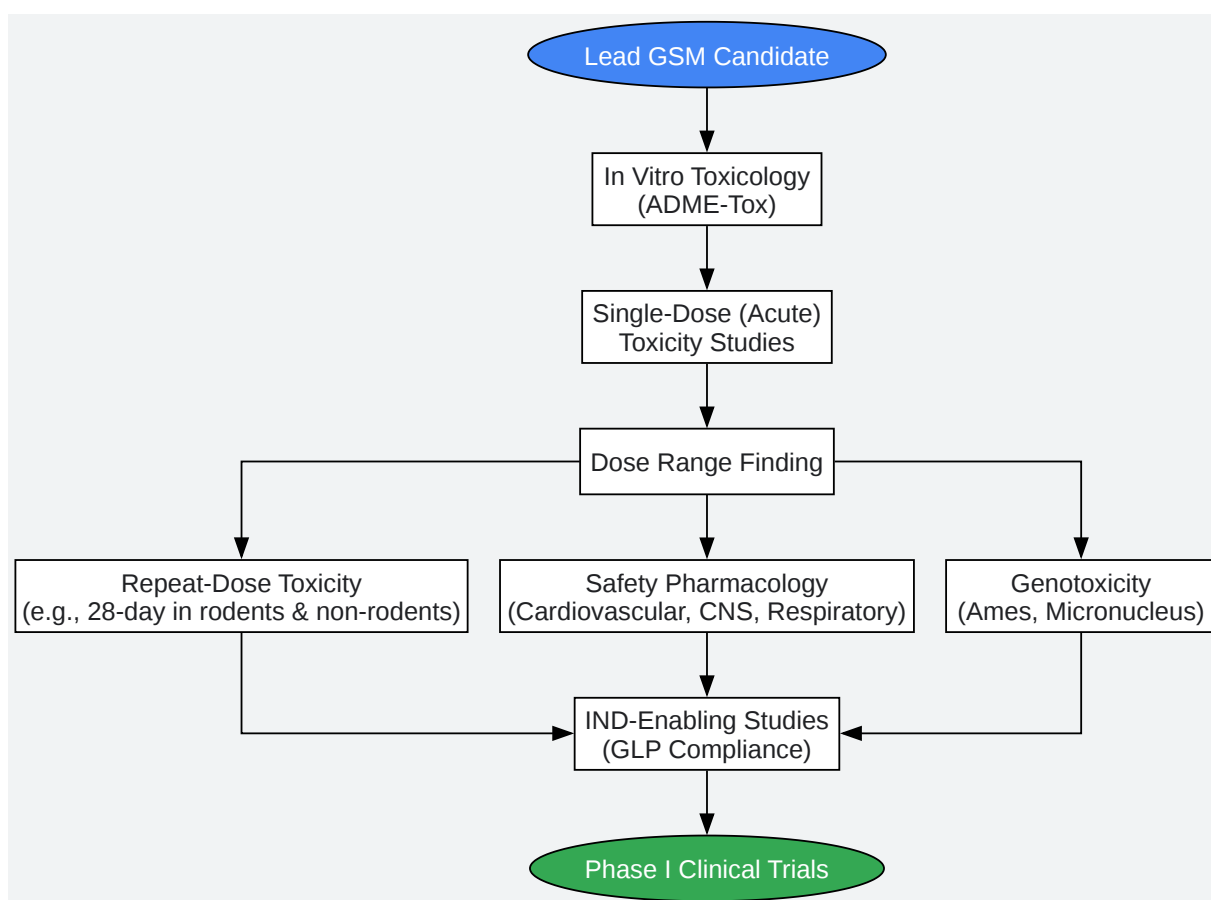 Lead GSM Candidate
In Vitro Toxicology
(ADME-Tox)
Single-Dose (Acute)
Toxicity Studies
Dose Range Finding
Repeat-Dose Toxicity
(e.g., 28-day in rodents & non-rodents)
Safety Pharmacology
(Cardiovascular, CNS, Respiratory)
Genotoxicity
(Ames, Micronucleus)
IND-Enabling Studies
(GLP Compliance)
Phase I Clinical Trials